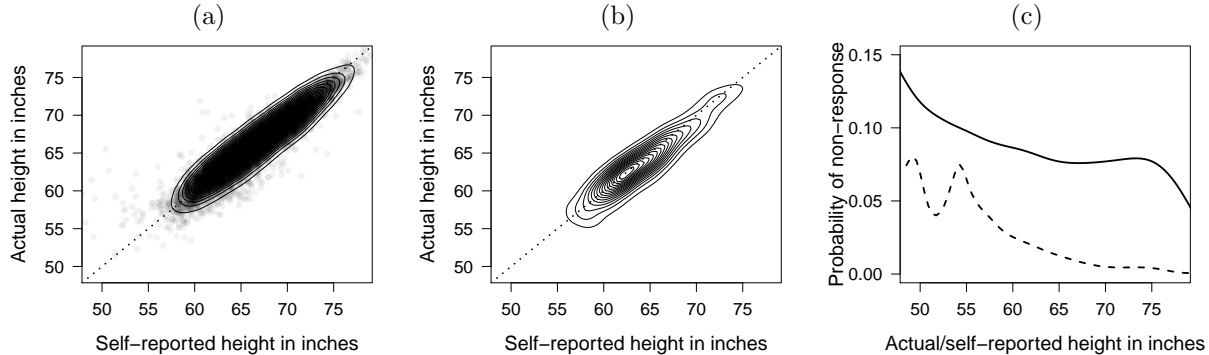 (a)
Actual height in inches
75
70
65
60
55
50
50 55 60 65 70 75
Self−reported height in inches
(b)
Actual height in inches
75
70
65
60
55
50
50 55 60 65 70 75
Self−reported height in inches
(c)
Probability of non−response
0.15
0.10
0.05
0.00
50 55 60 65 70 75
Actual/self−reported height in inches